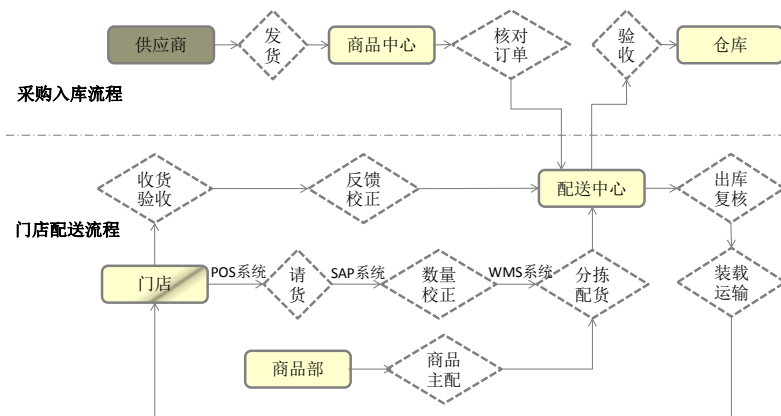 供应商
发
货
商品中心
核对
订单
验
收
仓库
采购入库流程
收货
验收
反馈
校正
配送中心
出库
复核
门店配送流程
门店
POS系统
请
货
SAP系统
数量
校正
WMS系统
分拣
配货
装载
运输
商品部
商品
主配